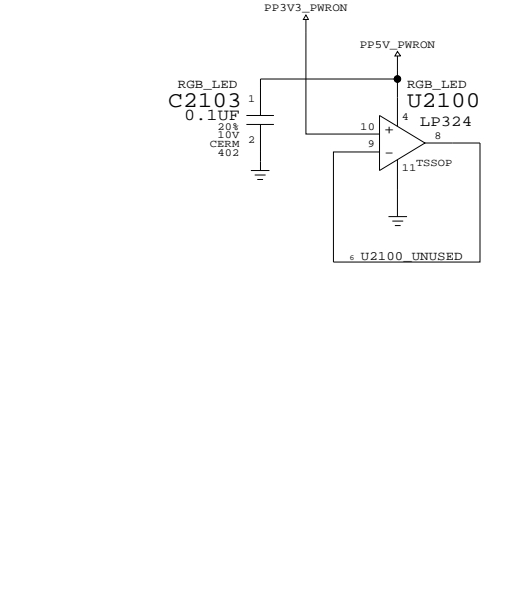 PP3V3_PWRON
PP5V_PWRON
RGB_LED
C2103
0.1UF
20%
10V
CERM
402
1
2
RGB_LED
U2100
LP324
4
10
+
9
-
8
11
TSSOP
6 U2100_UNUSED